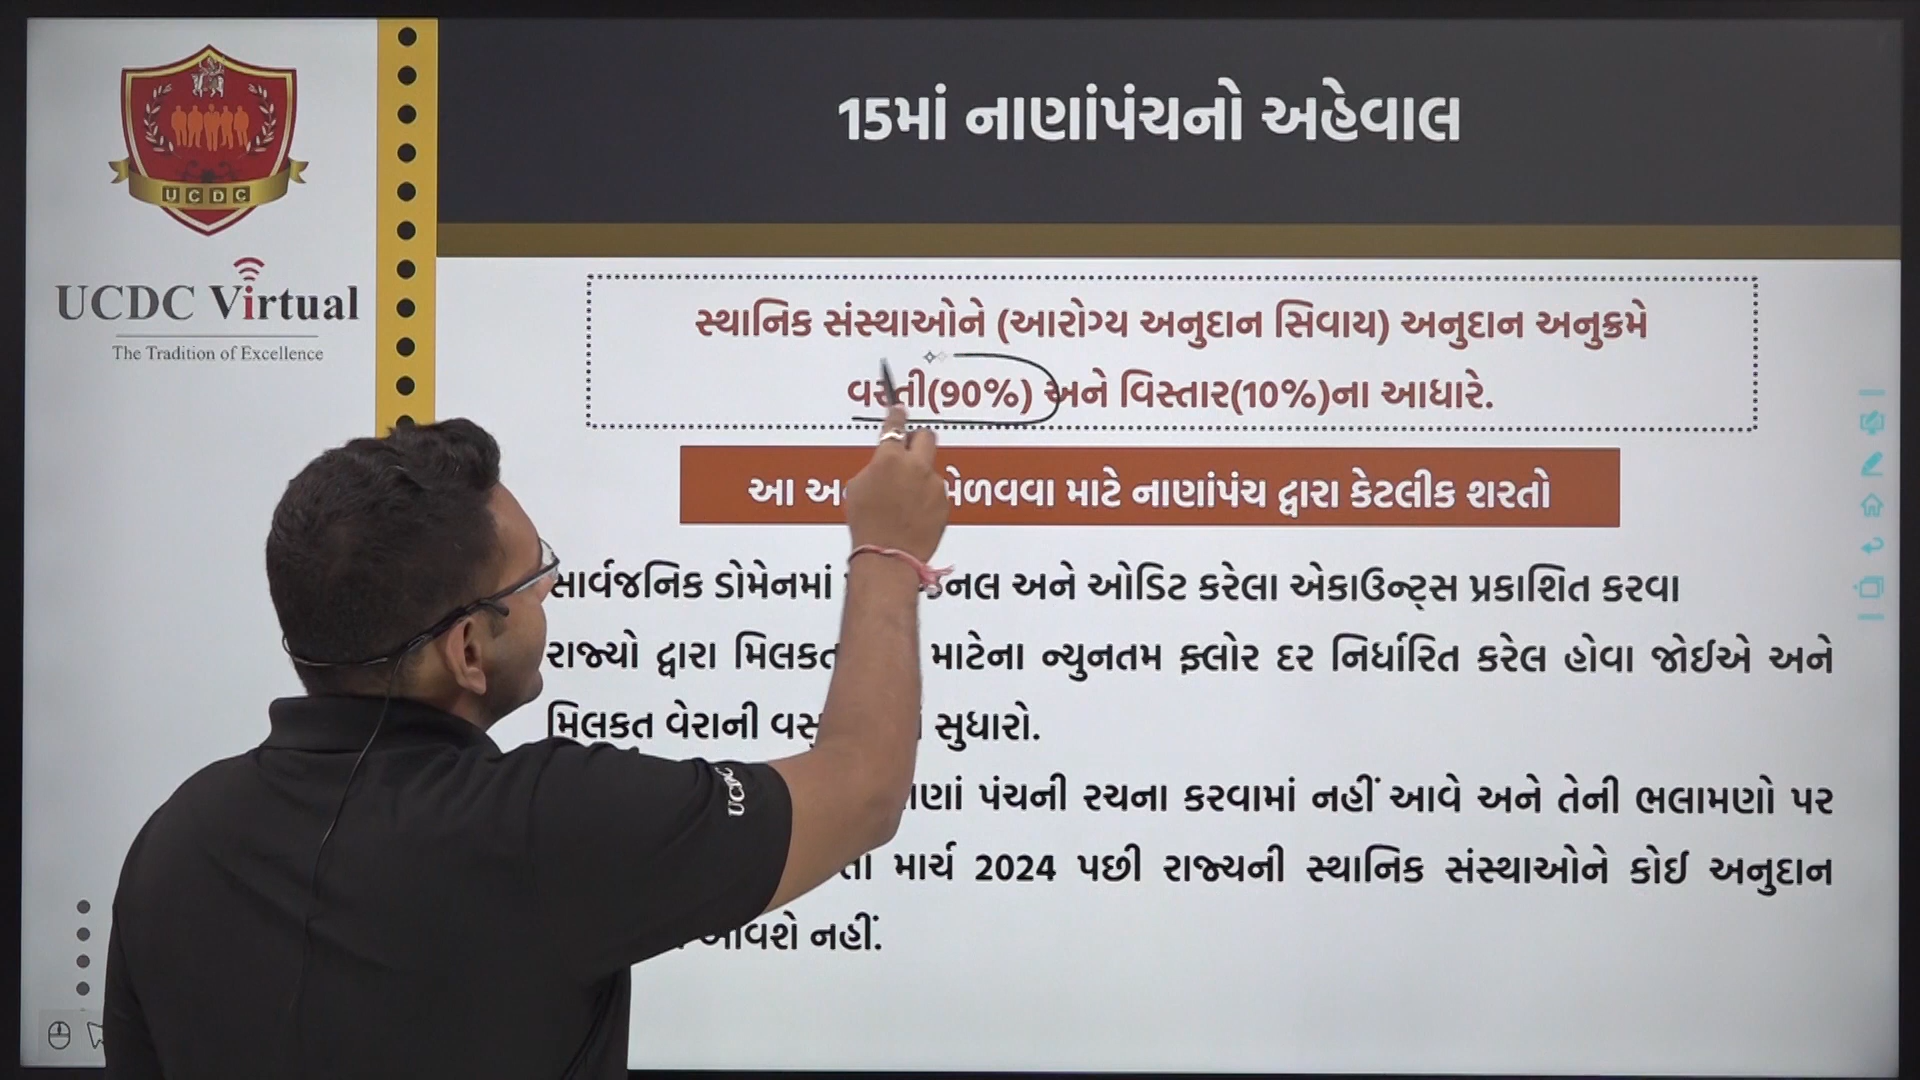 UCDC
UCDC Virtual
The Tradition of Excellence
15માં નાણાંપંચનો અહેવાલ
સ્થાનિક સંસ્થાઓને (આરોગ્ય અનુદાન સિવાય) અનુદાન અનુક્રમે
વસ્તી(90%) અને વિસ્તાર(10%)ના આધારે.
આ મેળવવા માટે નાણાંપંચ દ્વારા કેટલીક શરતો
સાર્વજનિક ડોમેનમાં અને ઓડિટ કરેલા એકાઉન્ટ્સ પ્રકાશિત કરવા
રાજ્યો દ્વારા મિલકત માટેના ન્યુનતમ ફ્લોર દર નિર્ધારિત કરેલ હોવા જોઈએ અને
મિલકત વેરાની સુધારો.
પંચની રચના કરવામાં નહીં આવે અને તેની ભલામણો પર
માર્ચ 2024 પછી રાજ્યની સ્થાનિક સંસ્થાઓને કોઈ અનુદાન
આવશે નહીં.
UCDC